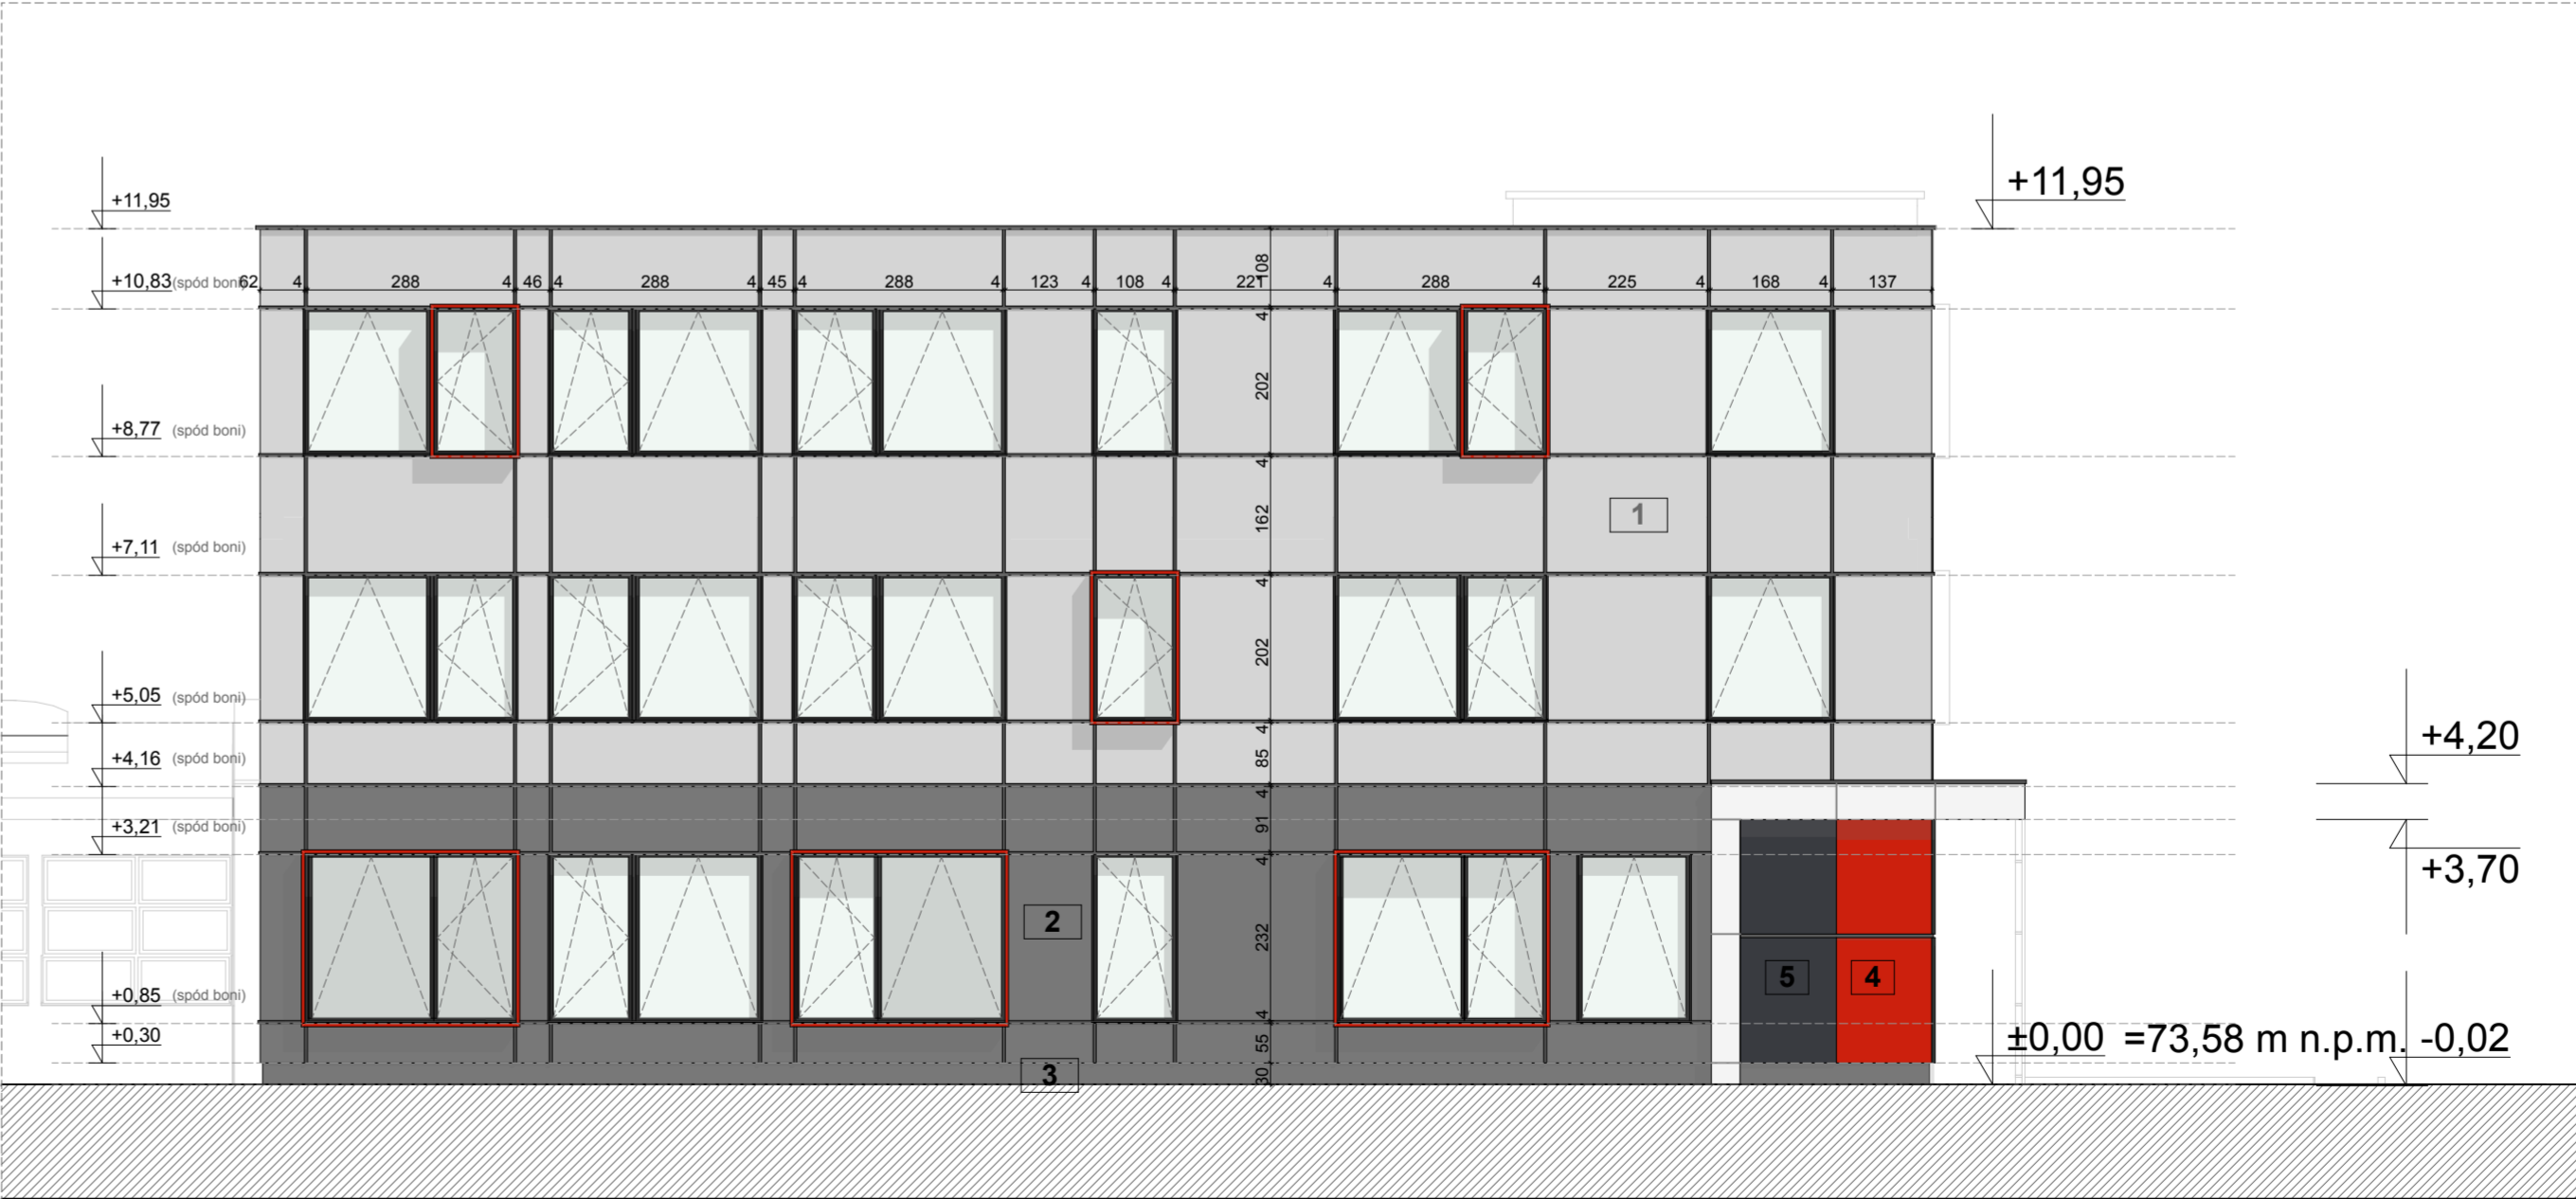 +11,95
+11,95
+10,83 (spód boni)
62 4 288 4 46 4 288 4 45 4 288 4 123 4 108 4 221 4 288 4 225 4 168 4 137
108
4
202
+8,77 (spód boni)
4
162
1
+7,11 (spód boni)
4
202
+5,05 (spód boni)
4
+4,20
+4,16 (spód boni)
85
4
+3,21 (spód boni)
91
+3,70
4
2
232
5
4
+0,85 (spód boni)
4
+0,30
55
±0,00 =73,58 m n.p.m. -0,02
3
30